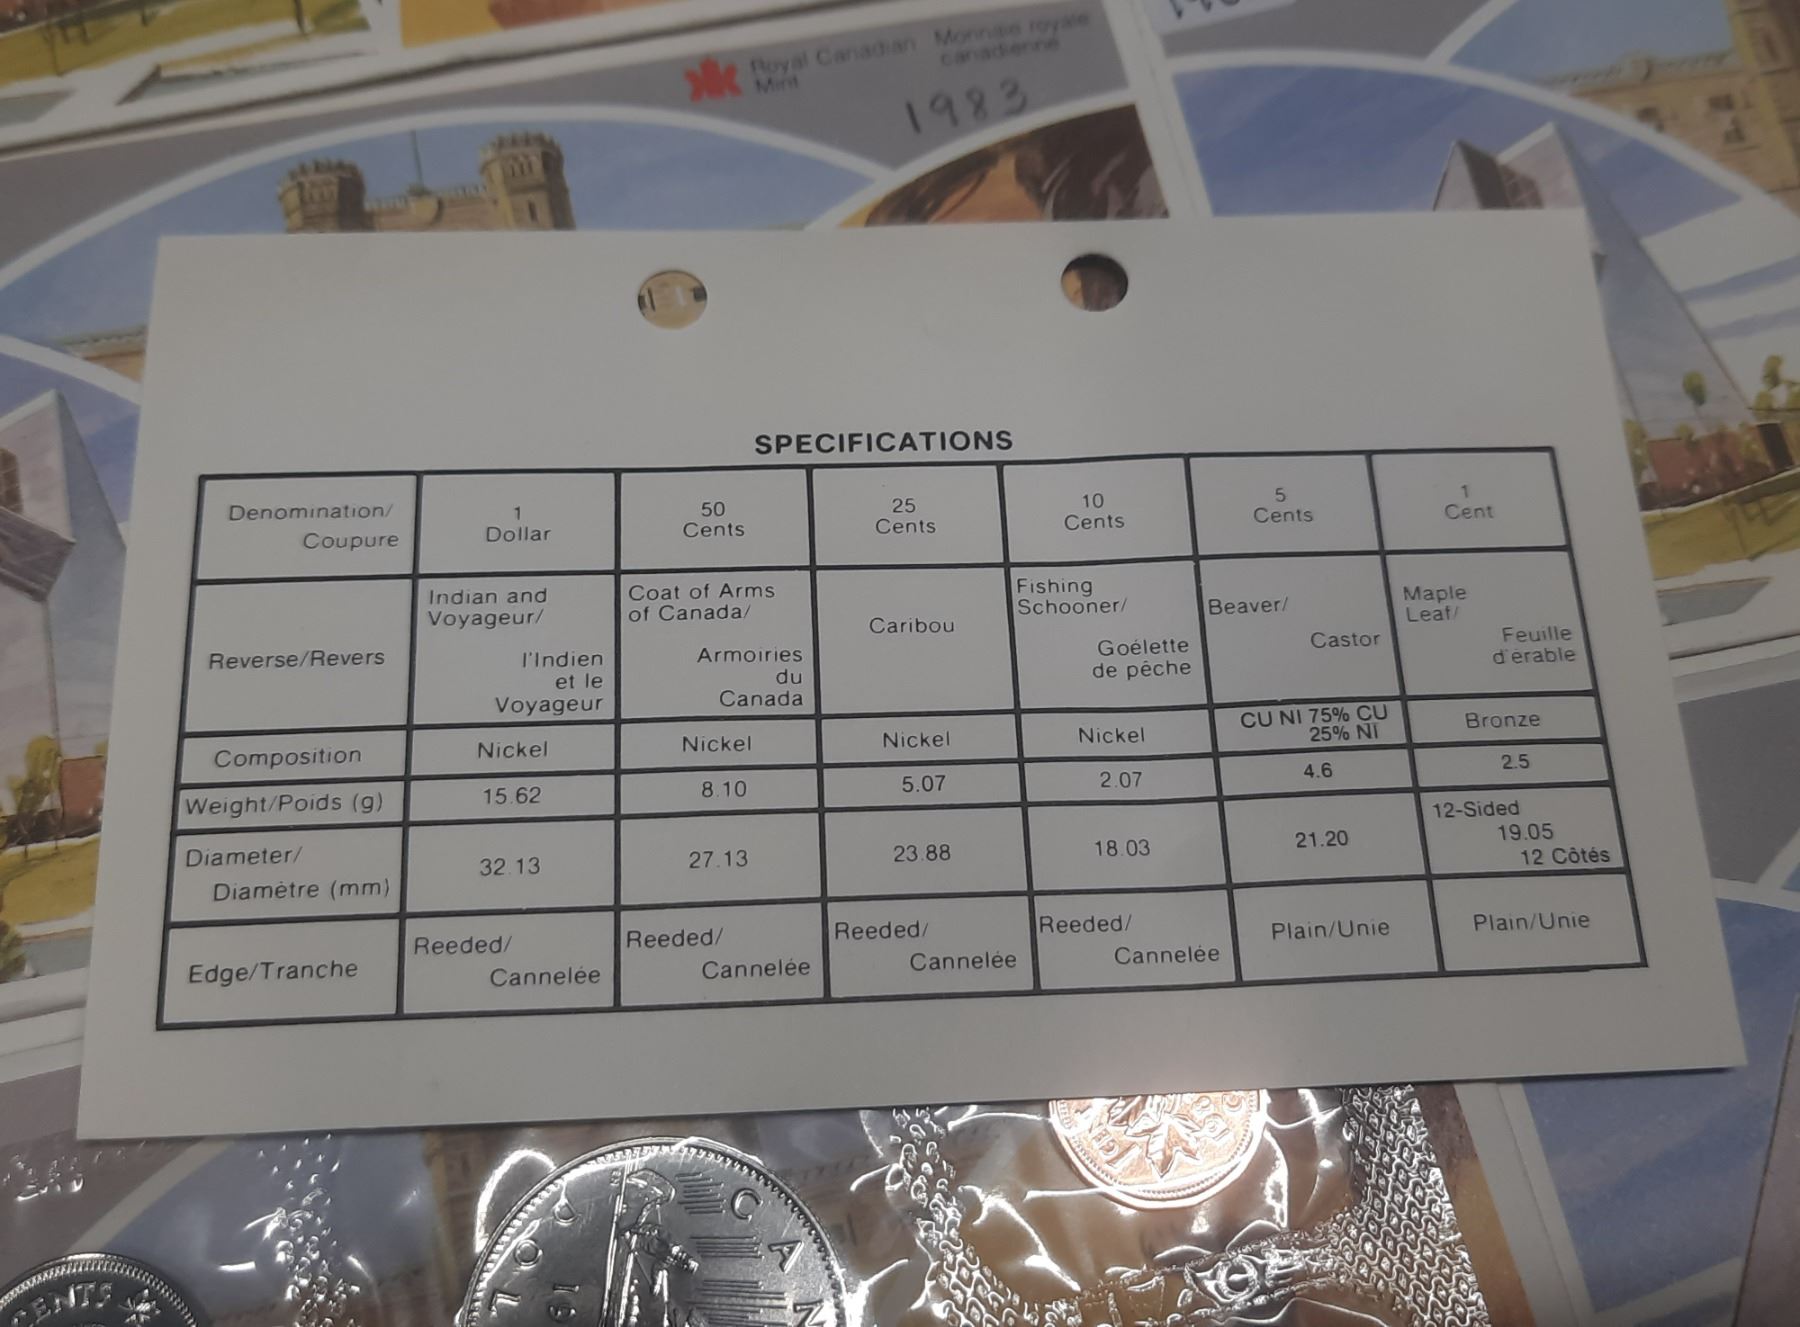 Royal Canadian Monnaie royale
Mint canadienne
1983
SPECIFICATIONS
Denomination/
Coupure
1
Dollar
50
Cents
25
Cents
10
Cents
5
Cents
1
Cent
Reverse/Revers
Indian and
Voyageur/
l'Indien
et le
Voyageur
Coat of Arms
of Canada/
Armoiries
du
Canada
Caribou
Fishing
Schooner/
Goélette
de pêche
Beaver/
Castor
Maple
Leaf/
Feuille
d'érable
Composition
Nickel
Nickel
Nickel
Nickel
CU NI 75% CU
25% NI
Bronze
Weight/Poids (g)
15.62
8.10
5.07
2.07
4.6
2.5
Diameter/
Diamètre (mm)
32.13
27.13
23.88
18.03
21.20
12-Sided
19.05
12 Côtés
Edge/Tranche
Reeded/
Cannelée
Reeded/
Cannelée
Reeded/
Cannelée
Reeded/
Cannelée
Plain/Unie
Plain/Unie
CENTS